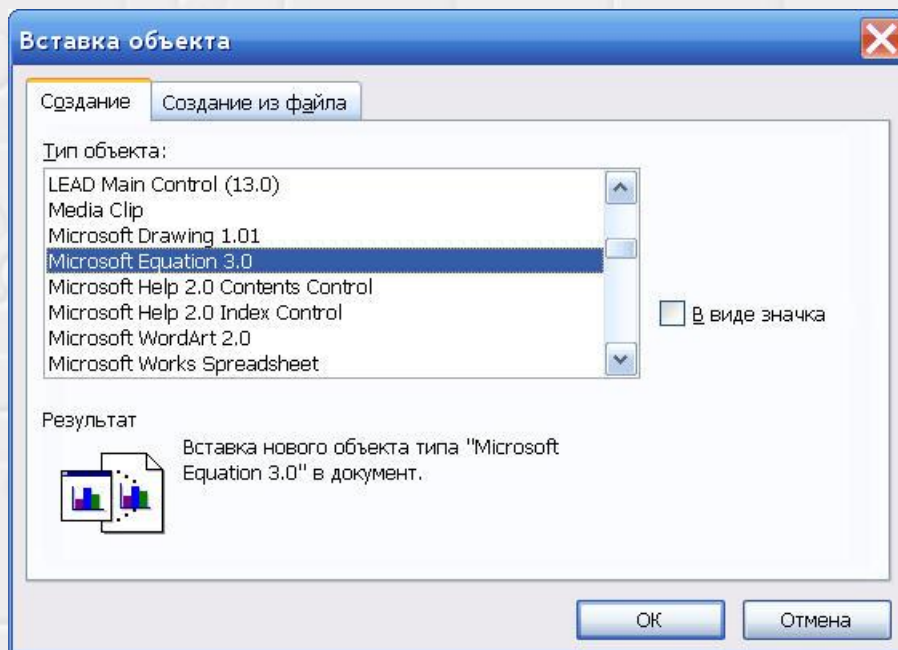 Вставка объекта
Создание
Создание из файла
Тип объекта:
LEAD Main Control (13.0)
Media Clip
Microsoft Drawing 1.01
Microsoft Equation 3.0
Microsoft Help 2.0 Contents Control
Microsoft Help 2.0 Index Control
Microsoft WordArt 2.0
Microsoft Works Spreadsheet
В виде значка
Результат
Вставка нового объекта типа "Microsoft
Equation 3.0" в документ.
ОК
Отмена